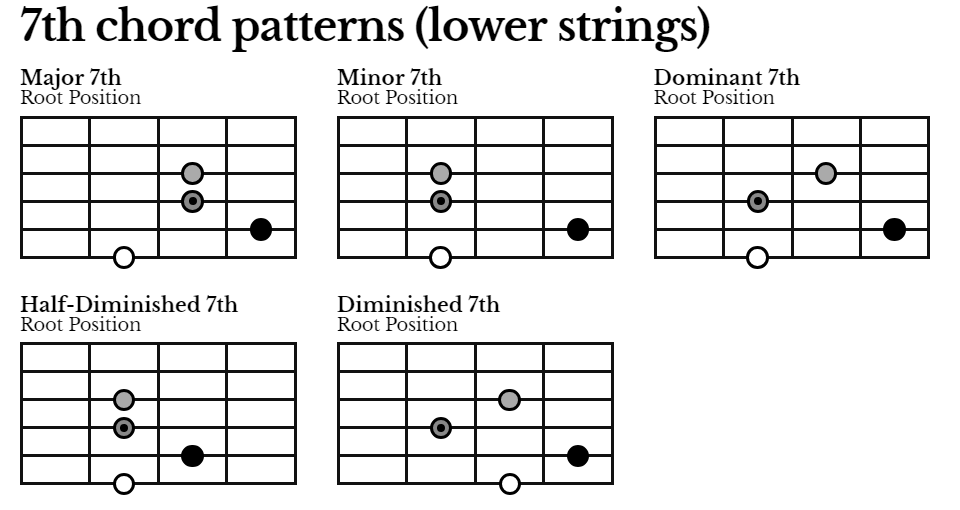 7th chord patterns (lower strings)
Major 7th
Root Position
Minor 7th
Root Position
Dominant 7th
Root Position
Half-Diminished 7th
Root Position
Diminished 7th
Root Position